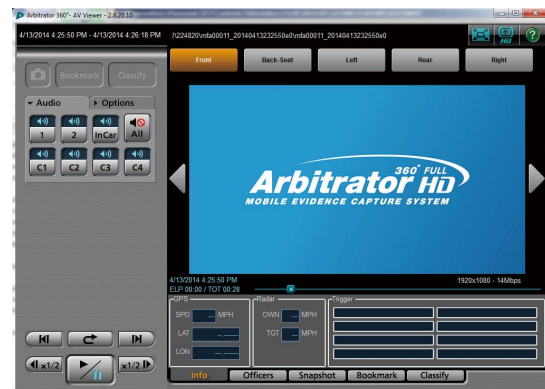 Arbitrator 360°- AV Viewer - 2.8.20.10
4/13/2014 4:25:50 PM - 4/13/2014 4:26:18 PM
?\224820\mfa00011_20140413232550e0\mfa00011_20140413232550e0
HD
?
Front
Back-Seat
Left
Rear
Right
Bookmark
Classify
Audio
Options
1
2
InCar
All
C1
C2
C3
C4
360° FULL
Arbitrator HD
MOBILE EVIDENCE CAPTURE SYSTEM
4/13/2014 4:25:50 PM
1920x1080 - 14Mbps
ELP 00:00 / TOT 00:28
GPS
Radar
Trigger
SPD --- MPH
OWN --- MPH
LAT --.-----
TGT --- MPH
LON ---.-----
x1/2
x1/2
Info
Officers
Snapshot
Bookmark
Classify